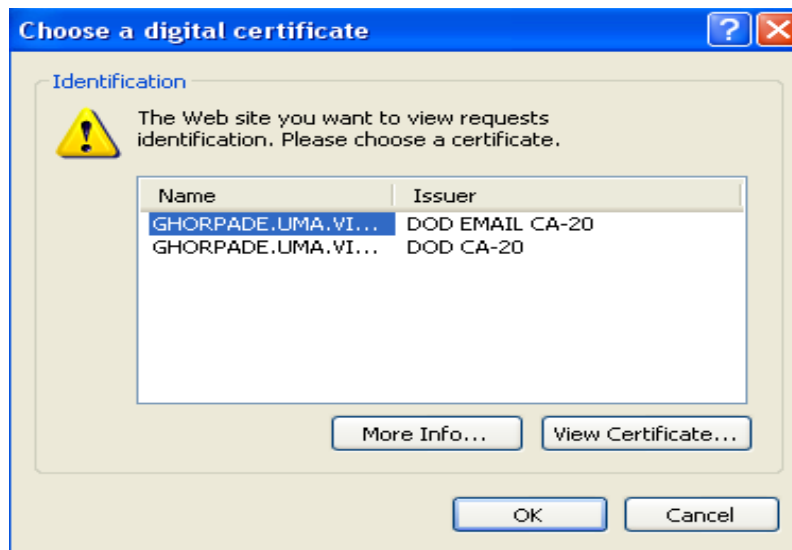 Choose a digital certificate
Identification
The Web site you want to view requests
identification. Please choose a certificate.
Name Issuer
GHORPADE.UMA.VI... DOD EMAIL CA-20
GHORPADE.UMA.VI... DOD CA-20
More Info... View Certificate...
OK Cancel